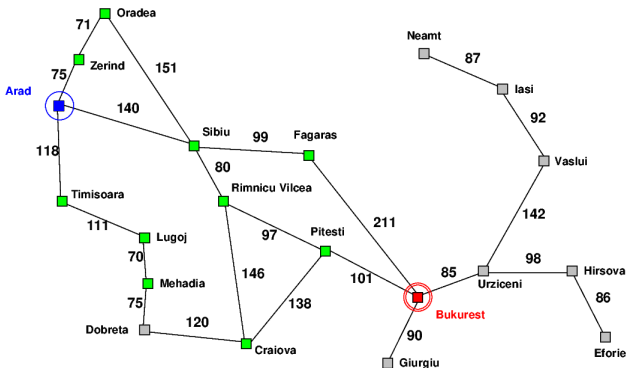 71
Oradea
Neamt
87
75
Zerind
151
Iasi
Arad
92
140
Sibiu
99
Fagaras
118
80
Vaslui
Timisoara
Rimnicu Vilcea
111
Lugoj
97
Pitesti
211
142
70
Mehadia
146
101
85
98
Hirsova
75
138
Urziceni
86
Dobreta
120
90
Bukurest
Craiova
Giurgiu
Eforie